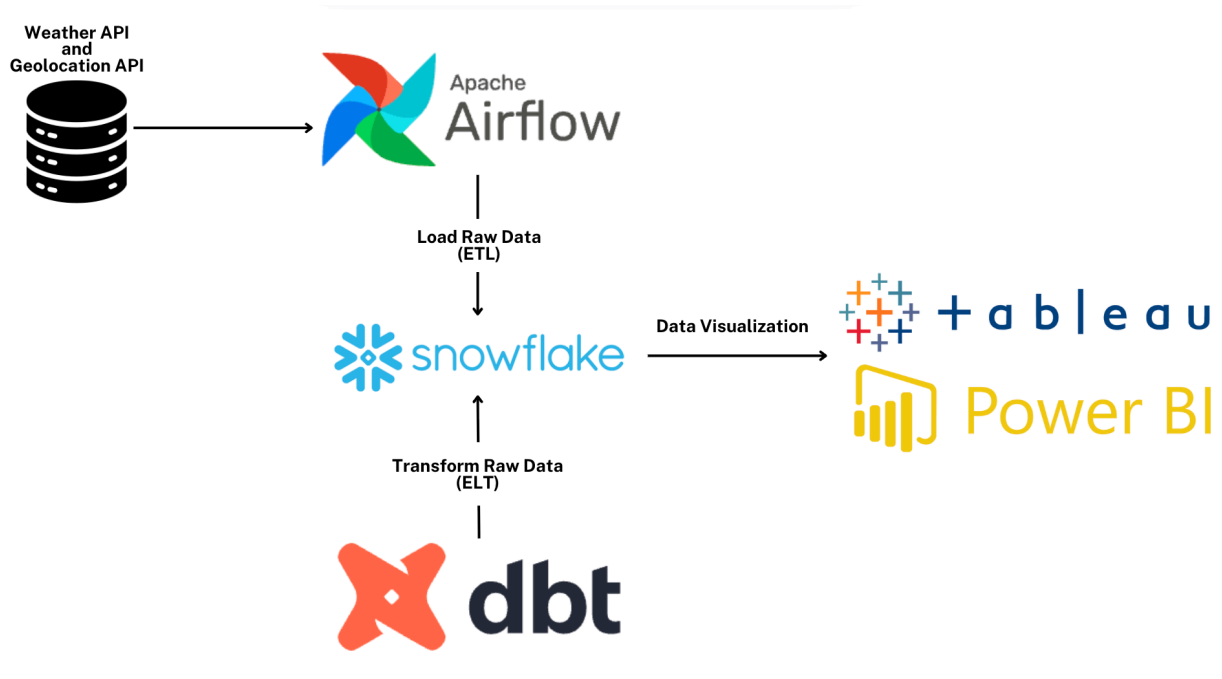 Weather API
and
Geolocation API
Apache
Airflow
Load Raw Data
(ETL)
snowflake
Data Visualization
+ableau
Power BI
Transform Raw Data
(ELT)
dbt